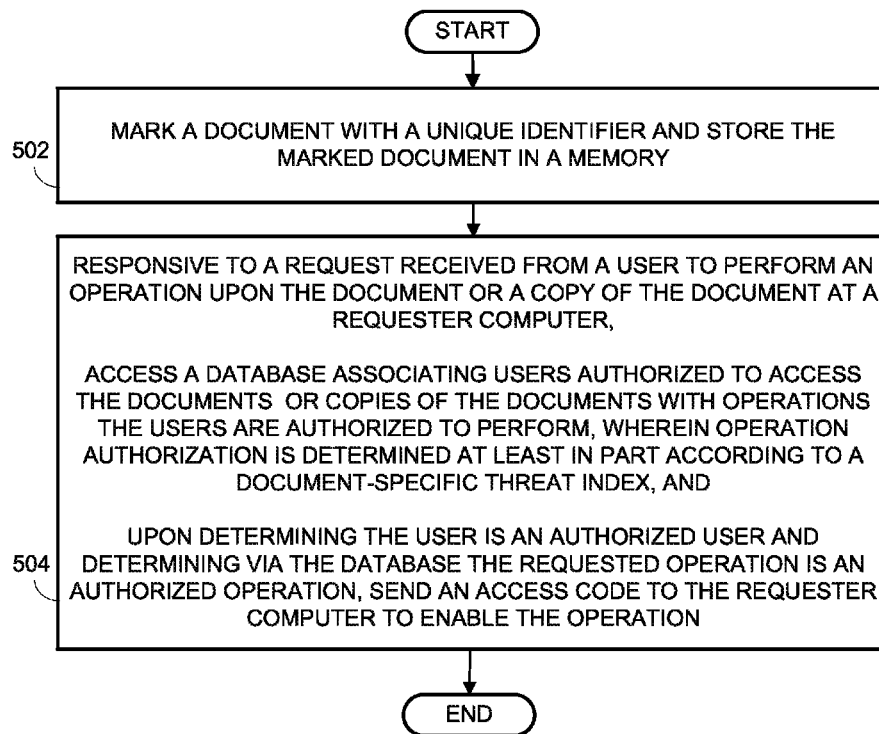 START
502
MARK A DOCUMENT WITH A UNIQUE IDENTIFIER AND STORE THE
MARKED DOCUMENT IN A MEMORY
RESPONSIVE TO A REQUEST RECEIVED FROM A USER TO PERFORM AN
OPERATION UPON THE DOCUMENT OR A COPY OF THE DOCUMENT AT A
REQUESTER COMPUTER,
ACCESS A DATABASE ASSOCIATING USERS AUTHORIZED TO ACCESS
THE DOCUMENTS OR COPIES OF THE DOCUMENTS WITH OPERATIONS
THE USERS ARE AUTHORIZED TO PERFORM, WHEREIN OPERATION
AUTHORIZATION IS DETERMINED AT LEAST IN PART ACCORDING TO A
DOCUMENT-SPECIFIC THREAT INDEX, AND
504
UPON DETERMINING THE USER IS AN AUTHORIZED USER AND
DETERMINING VIA THE DATABASE THE REQUESTED OPERATION IS AN
AUTHORIZED OPERATION, SEND AN ACCESS CODE TO THE REQUESTER
COMPUTER TO ENABLE THE OPERATION
END